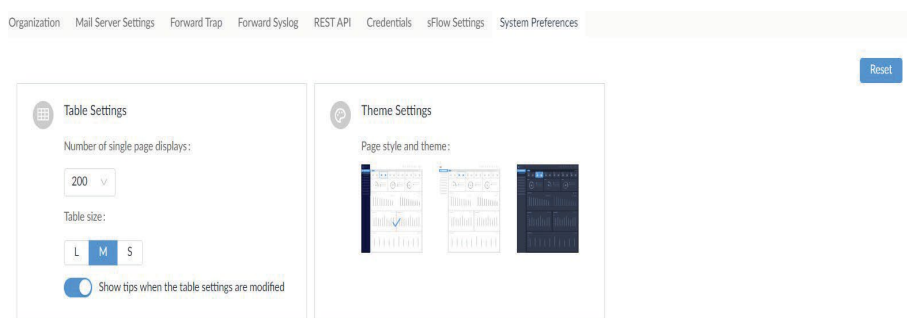 Organization Mail Server Settings Forward Trap Forward Syslog REST API Credentials sFlow Settings System Preferences
Reset
Table Settings
Number of single page displays:
200
Table size:
L M S
Show tips when the table settings are modified
Theme Settings
Page style and theme: